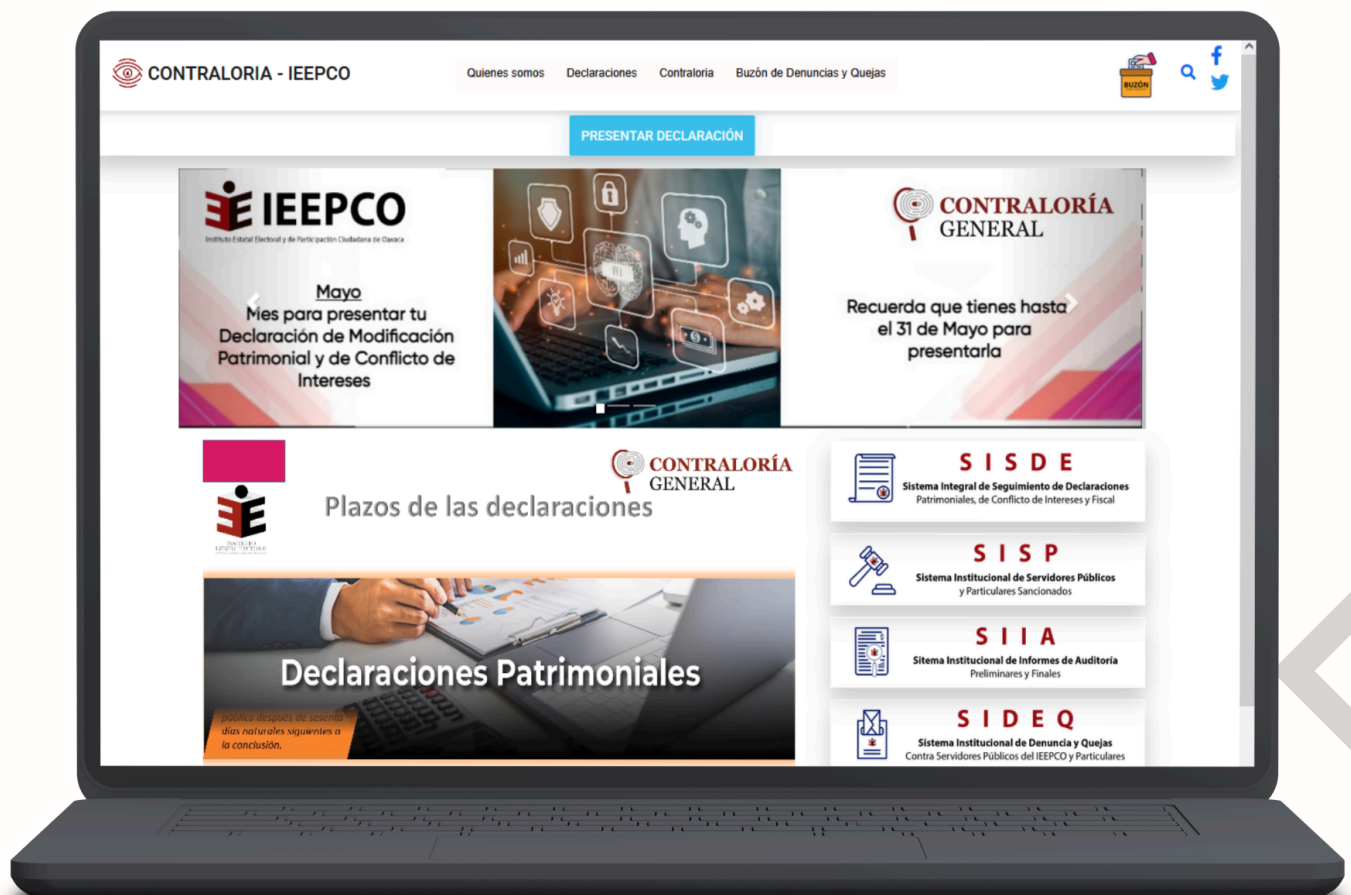 CONTRALORIA - IEEPCO
Quienes somos
Declaraciones
Contraloria
Buzón de Denuncias y Quejas
BUZÓN
PRESENTAR DECLARACIÓN
IEEPCO
Instituto Estatal Electoral y de Participación Ciudadana de Oaxaca
Mayo
Mes para presentar tu
Declaración de Modificación
Patrimonial y de Conflicto de
Intereses
CONTRALORÍA
GENERAL
Recuerda que tienes hasta
el 31 de Mayo para
presentarla
CONTRALORÍA
GENERAL
Plazos de las declaraciones
Declaraciones Patrimoniales
público después de sesenta
días naturales siguientes a
la conclusión.
SISDE
Sistema Integral de Seguimiento de Declaraciones
Patrimoniales, de Conflicto de Intereses y Fiscal
SISP
Sistema Institucional de Servidores Públicos
y Particulares Sancionados
SIIA
Sitema Institucional de Informes de Auditoría
Preliminares y Finales
SIDEQ
Sistema Institucional de Denuncia y Quejas
Contra Servidores Públicos del IEEPCO y Particulares